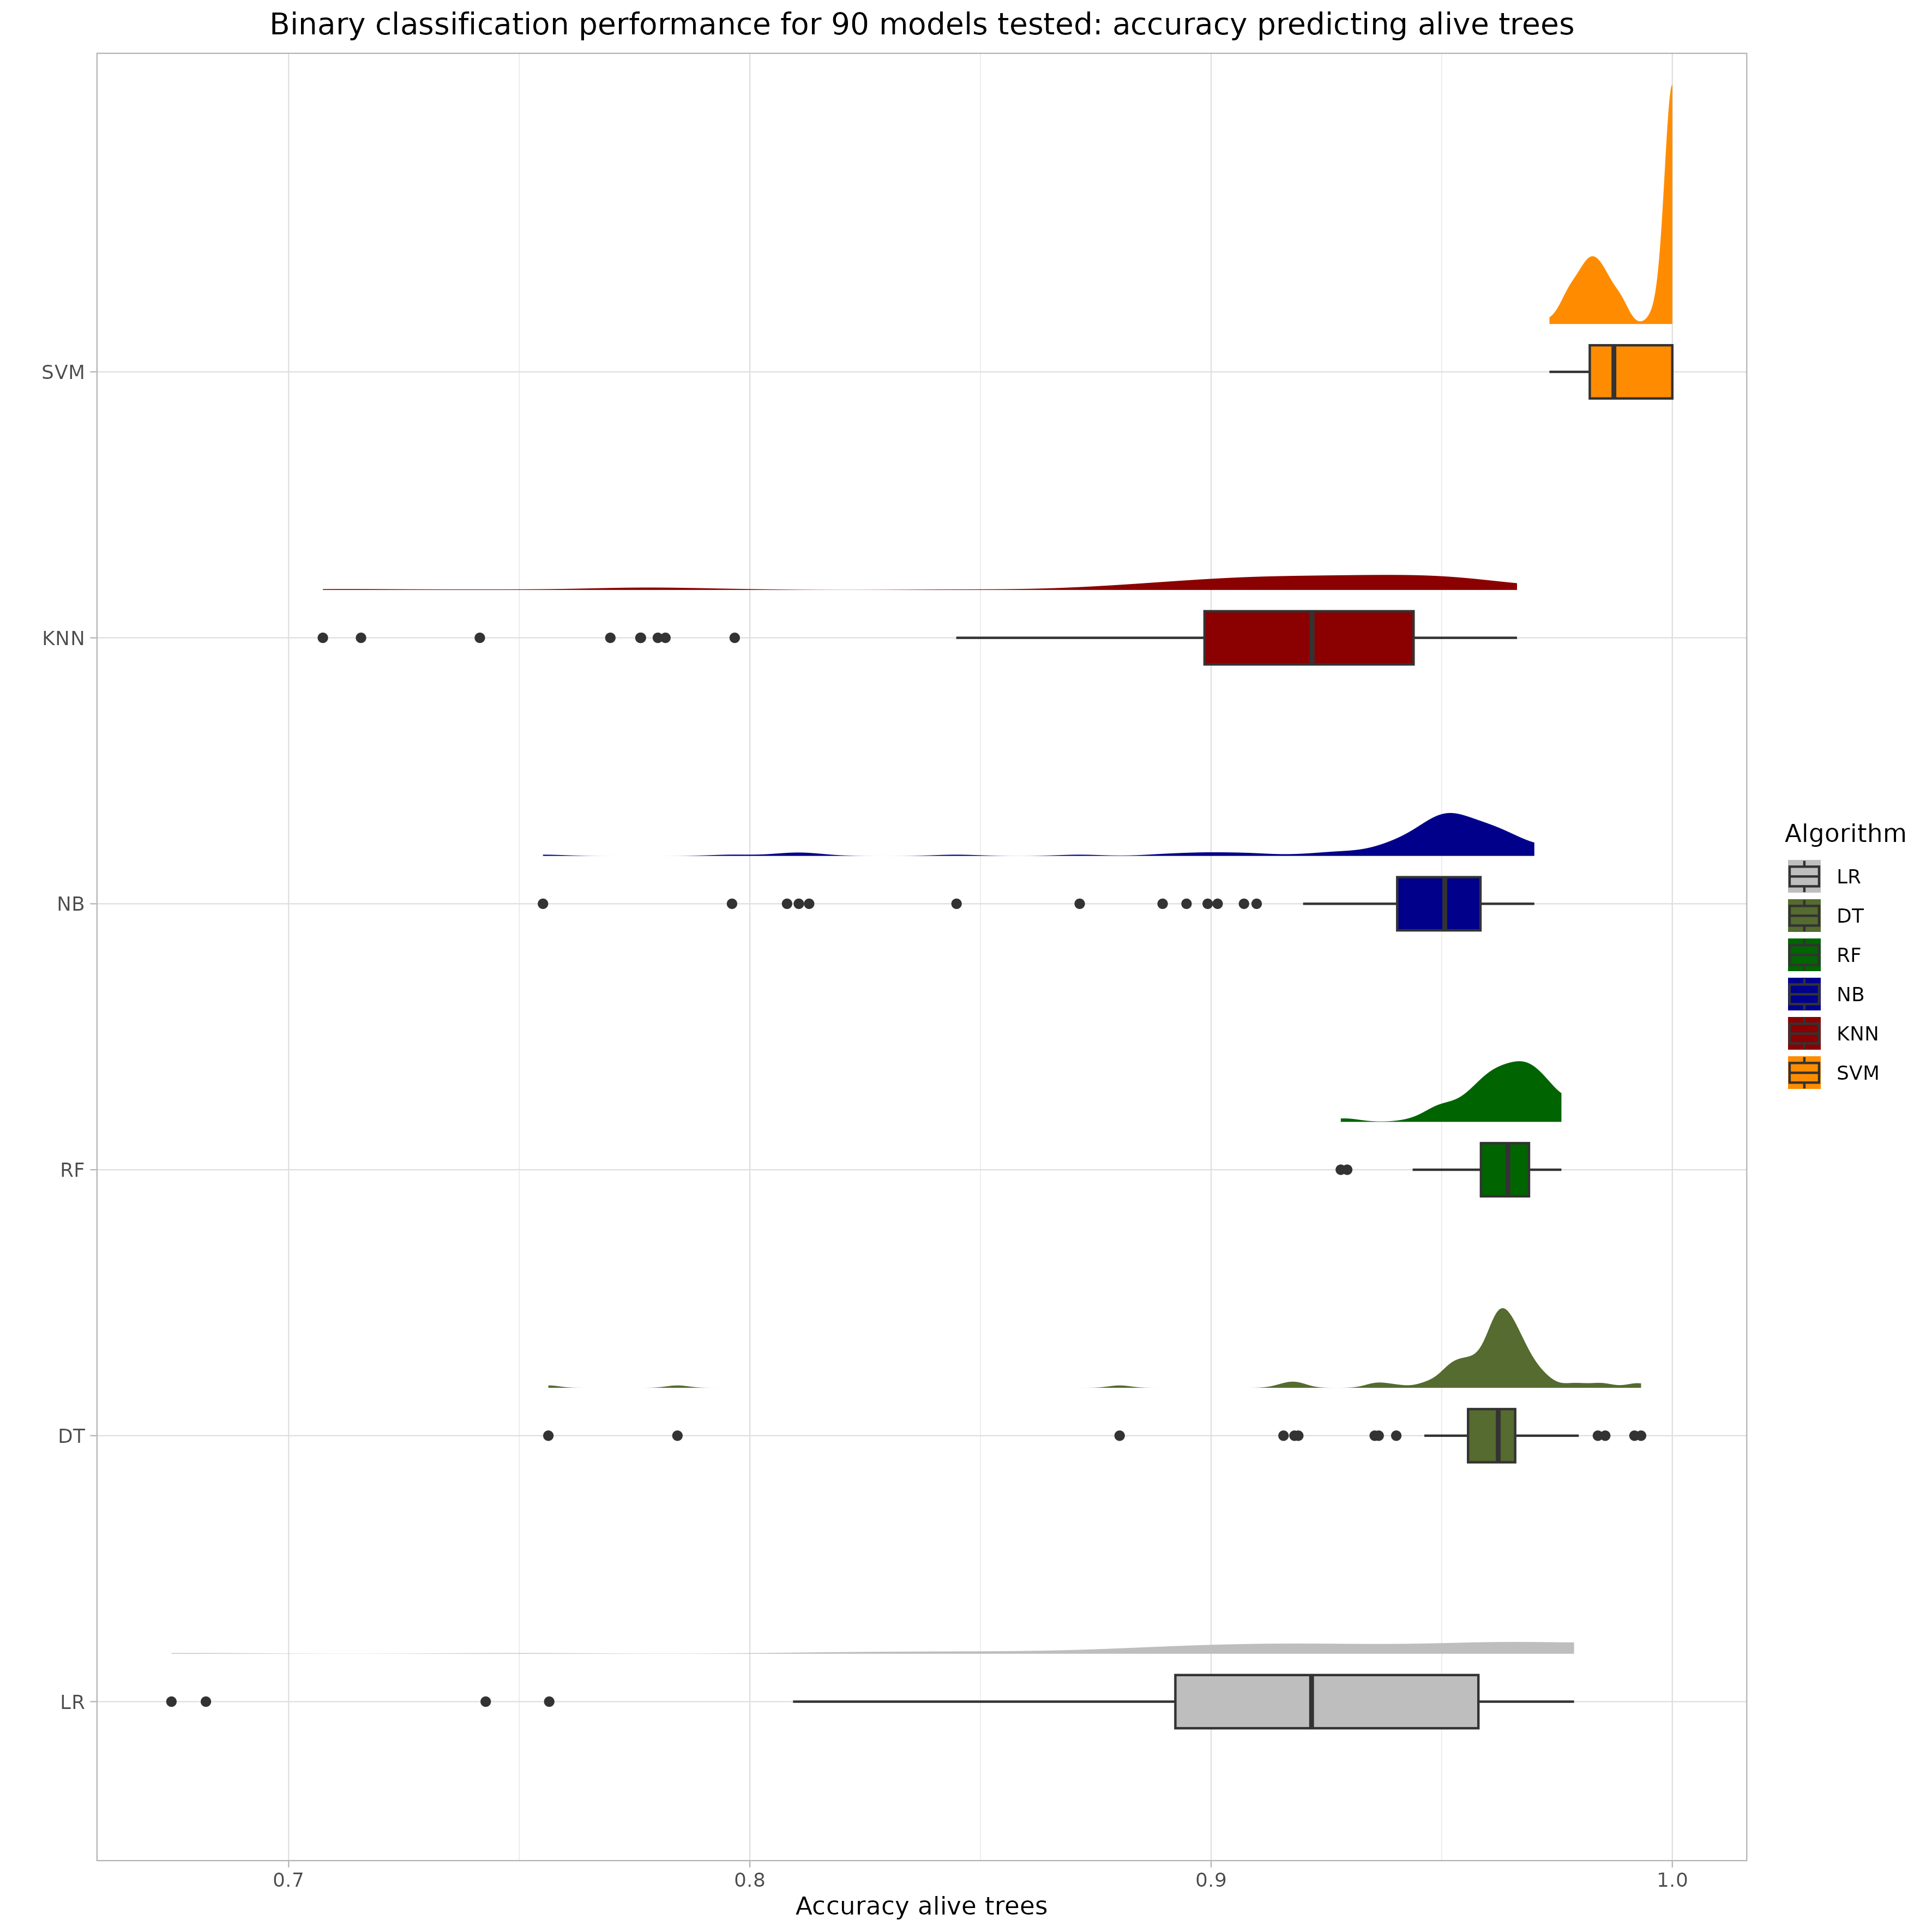 Binary classification performance for 90 models tested: accuracy predicting alive trees
SVM
KNN
NB
RF
DT
LR
0.7
0.8
0.9
1.0
Accuracy alive trees
Algorithm
LR
DT
RF
NB
KNN
SVM